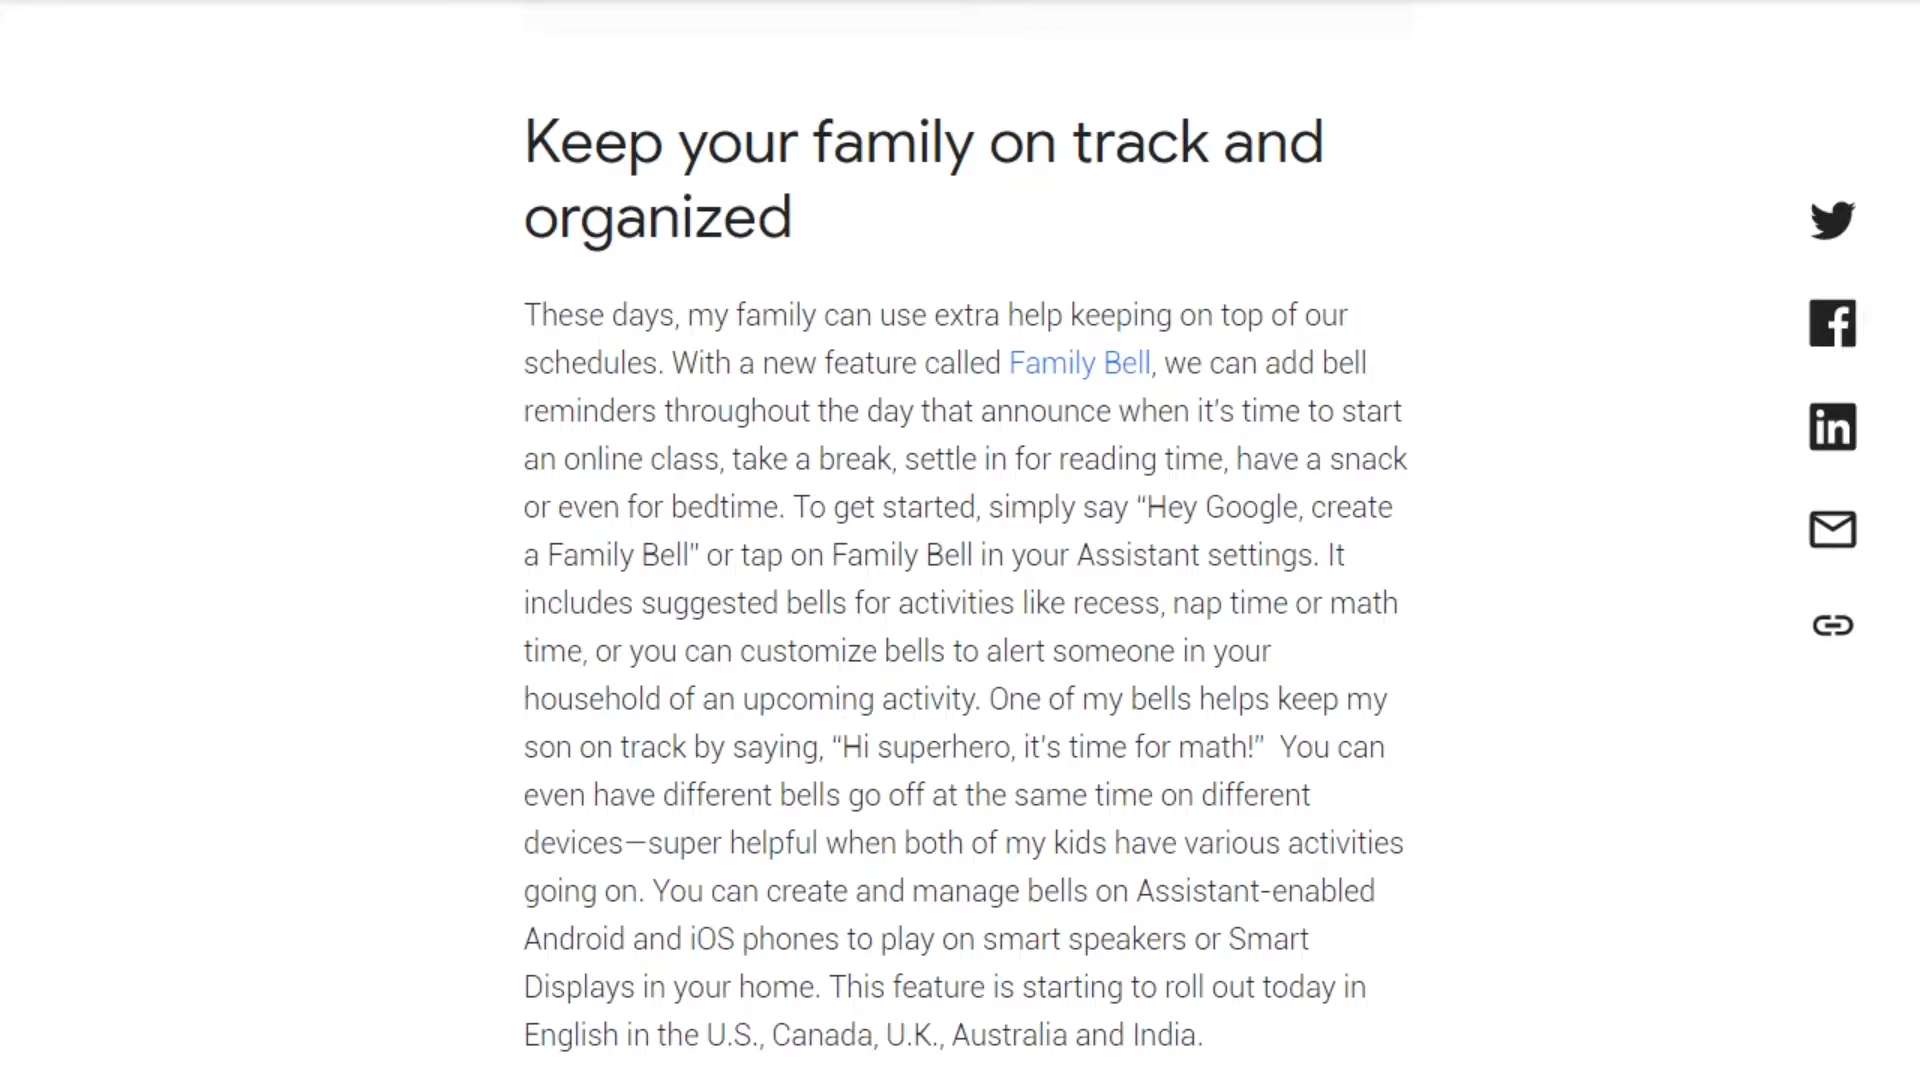 Keep your family on track and
organized
These days, my family can use extra help keeping on top of our
schedules. With a new feature called Family Bell, we can add bell
reminders throughout the day that announce when it's time to start
an online class, take a break, settle in for reading time, have a snack
or even for bedtime. To get started, simply say “Hey Google, create
a Family Bell” or tap on Family Bell in your Assistant settings. It
includes suggested bells for activities like recess, nap time or math
time, or you can customize bells to alert someone in your
household of an upcoming activity. One of my bells helps keep my
son on track by saying, “Hi superhero, it’s time for math!”  You can
even have different bells go off at the same time on different
devices—super helpful when both of my kids have various activities
going on. You can create and manage bells on Assistant-enabled
Android and iOS phones to play on smart speakers or Smart
Displays in your home. This feature is starting to roll out today in
English in the U.S., Canada, U.K., Australia and India.